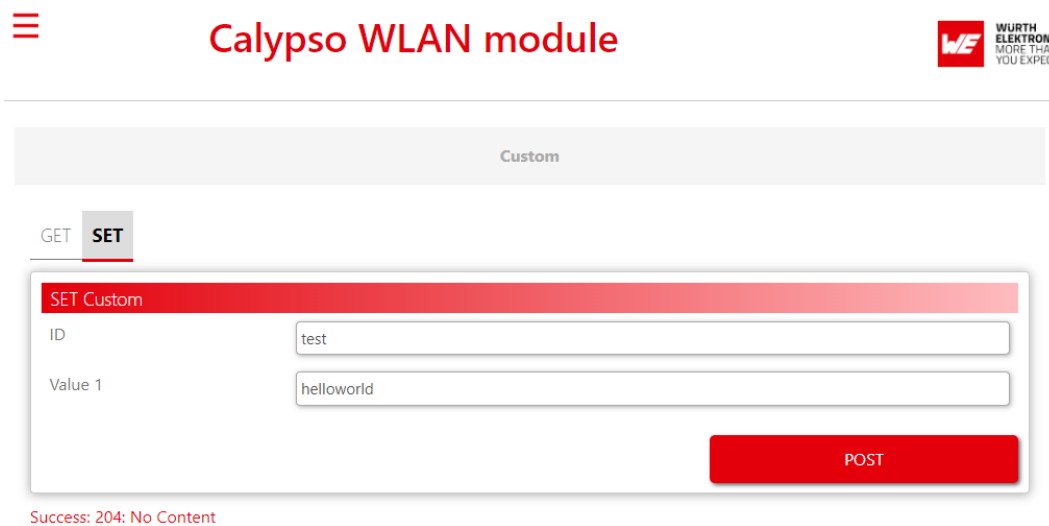 Calypso WLAN module
WÜRTH
ELEKTRON
MORE THA
YOU EXPEC
Custom
GET SET
SET Custom
ID test
Value 1 helloworld
POST
Success: 204: No Content